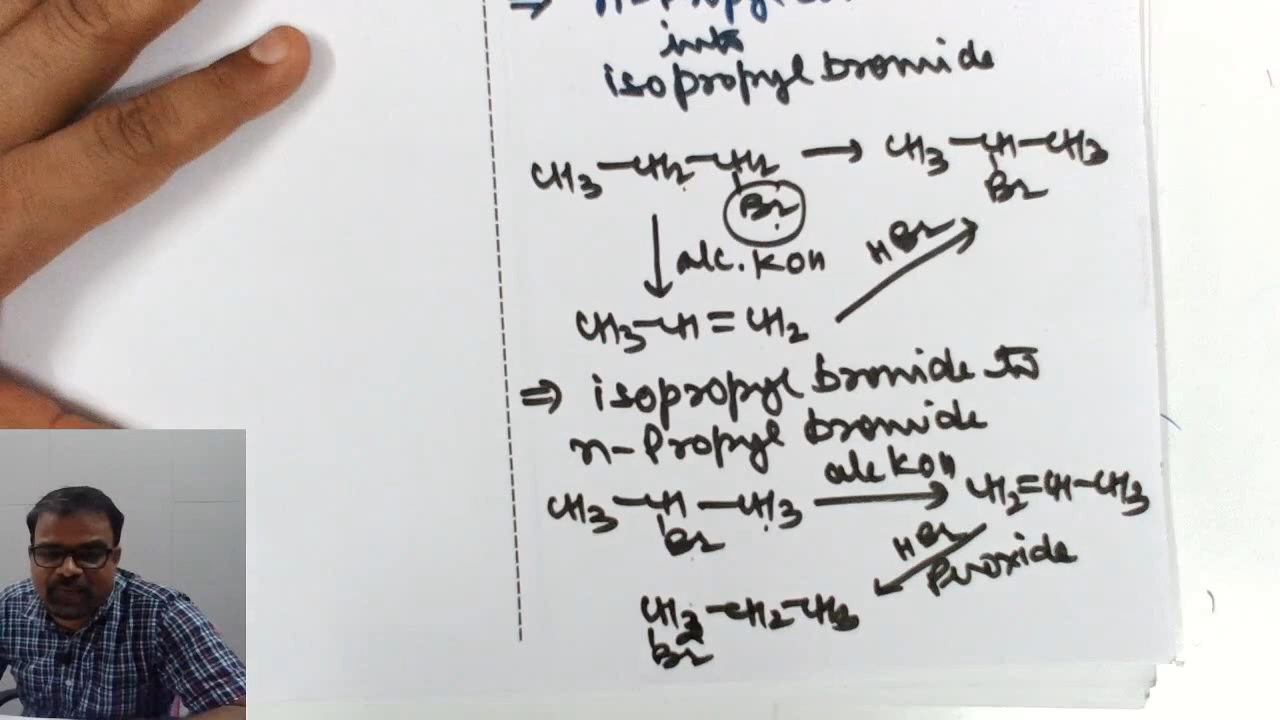 ⇒ n-Propyl
into
isopropyl bromide
CH3-CH2-CH2 → CH3-CH-CH3
Br Br
alc. KOH HBr
CH3-CH=CH2
⇒ isopropyl bromide to
n-Propyl bromide
CH3-CH-CH3 alc KOH → CH2=CH-CH3
Br HBr
Peroxide
CH2-CH2-CH3
Br